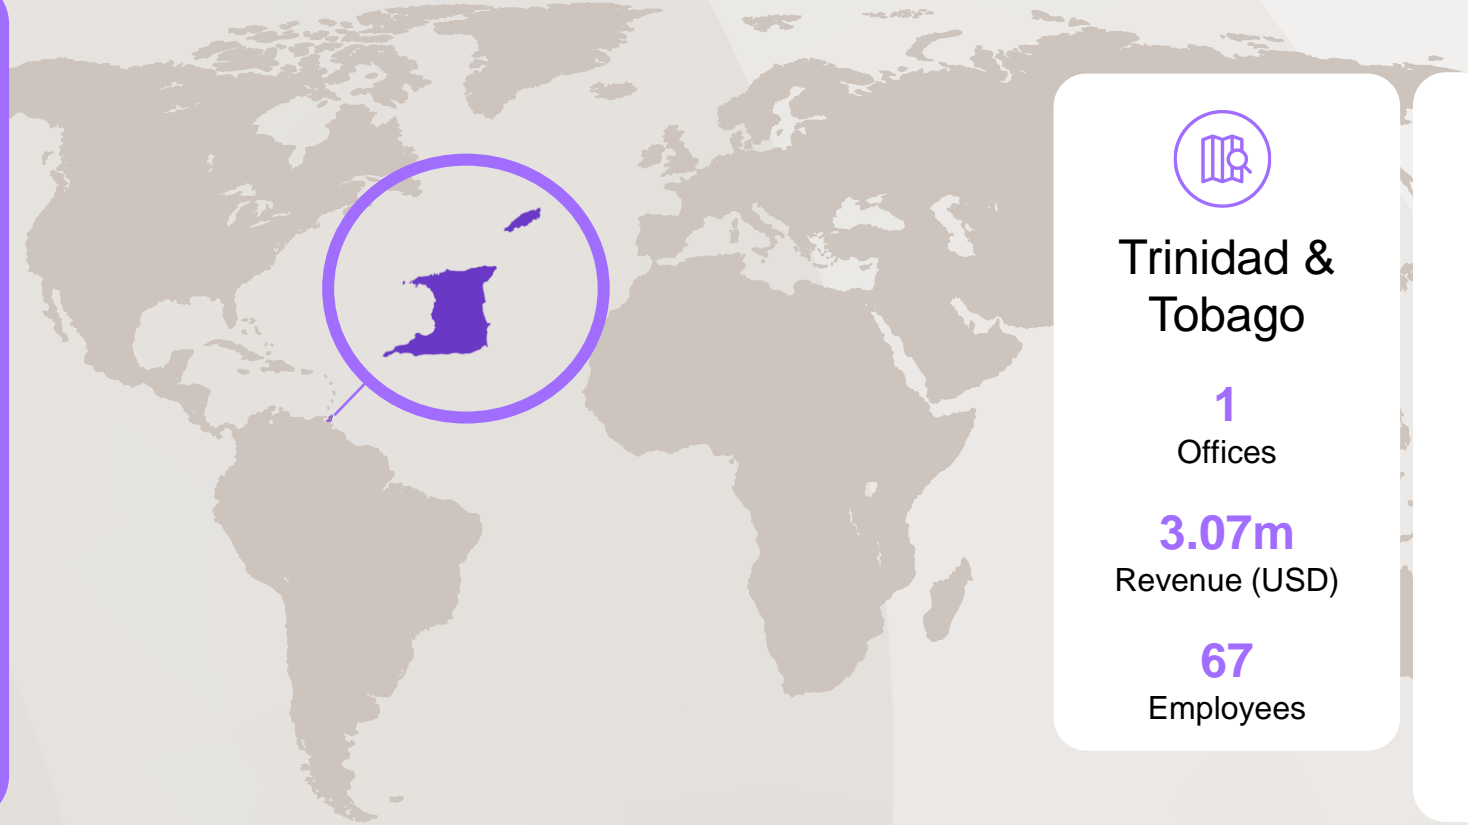 Trinidad &
Tobago
1
Offices
3.07m
Revenue (USD)
67
Employees